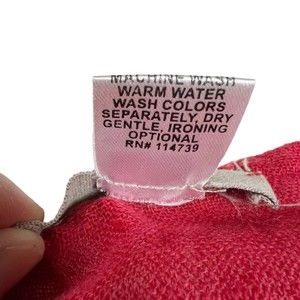 MACHINE WASH
WARM WATER
WASH COLORS
SEPARATELY, DRY
GENTLE, IRONING
OPTIONAL
RN# 114739